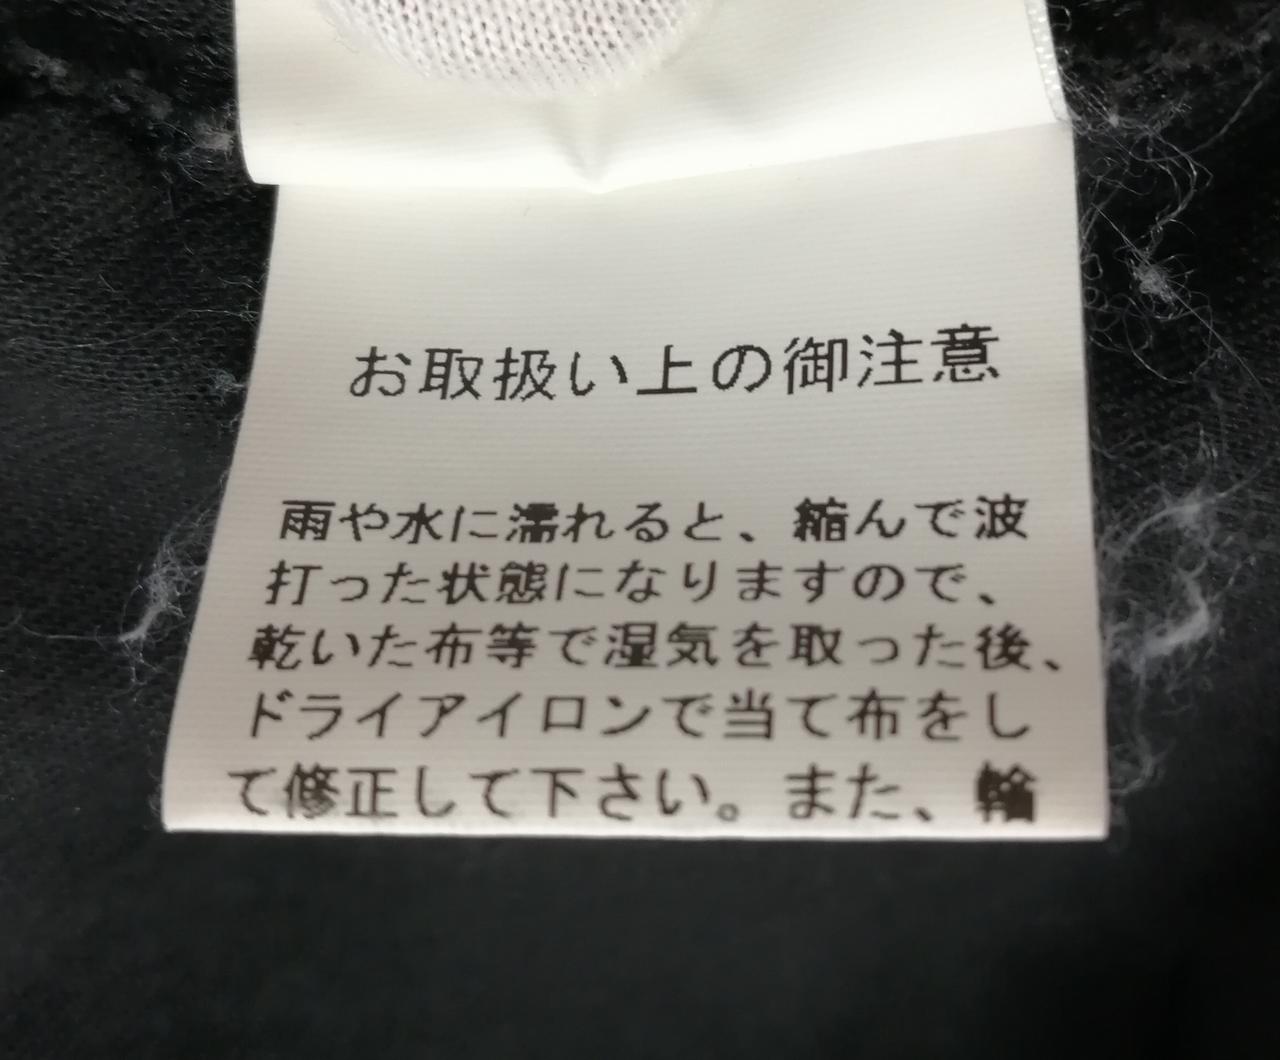 お取扱い上の御注意
雨や水に濡れると、縮んで波
打った状態になりますので、
乾いた布等で湿気を取った後、
ドライアイロンで当て布をし
て修正して下さい。また、輪